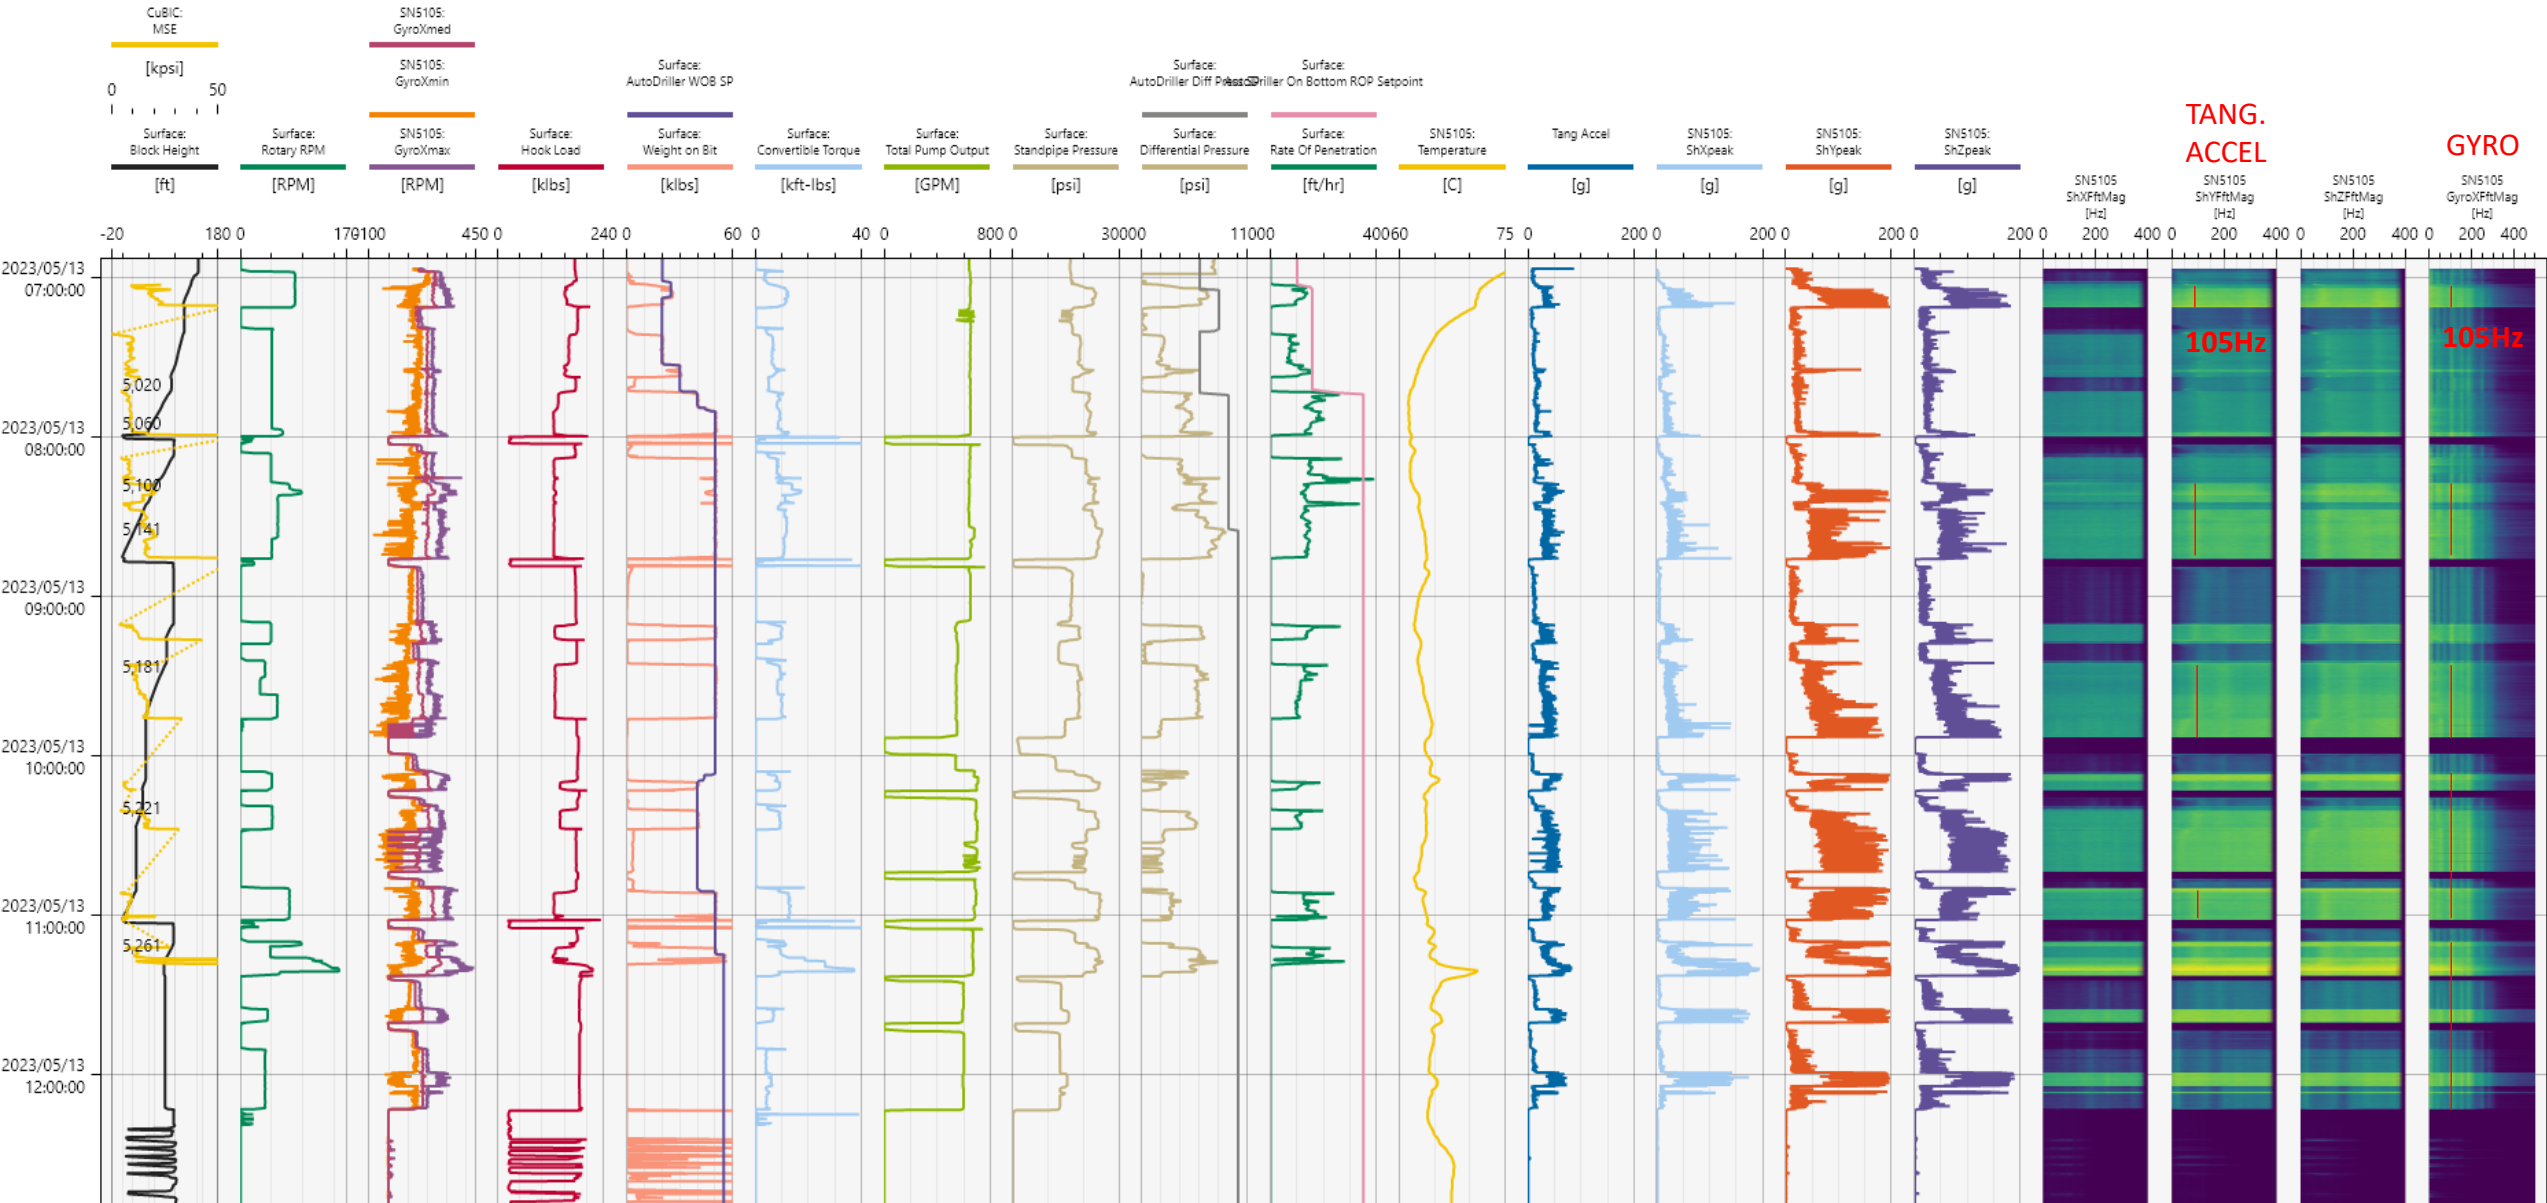 CuBIC:
MSE
[kpsi]
0 50
Surface:
Block Height
[ft]
-20 180
Surface:
Rotary RPM
[RPM]
0 170
SN5105:
GyroXmed
SN5105:
GyroXmin
SN5105:
GyroXmax
[RPM]
-100 450
Surface:
Hook Load
[klbs]
0 240
Surface:
AutoDriller WOB SP
Surface:
Weight on Bit
[klbs]
0 60
Surface:
Convertible Torque
[kft-lbs]
0 40
Surface:
Total Pump Output
[GPM]
0 800
Surface:
Standpipe Pressure
[psi]
0 3000
Surface:
AutoDriller Diff Press SP
Surface:
Differential Pressure
[psi]
0 1100
Surface:
AutoDriller On Bottom ROP Setpoint
Surface:
Rate Of Penetration
[ft/hr]
0 400
SN5105:
Temperature
[C]
60 75
Tang Accel
[g]
0 200
SN5105:
ShXpeak
[g]
0 200
SN5105:
ShYpeak
[g]
0 200
SN5105:
ShZpeak
[g]
0 200
SN5105
ShXFftMag
[Hz]
0 200 400
TANG.
ACCEL
SN5105
ShYFftMag
[Hz]
0 200 400
SN5105
ShZFftMag
[Hz]
0 200 400
GYRO
SN5105
GyroXFftMag
[Hz]
0 200 400
2023/05/13
07:00:00
105Hz
105Hz
5,020
5,060
2023/05/13
08:00:00
5,100
5,141
2023/05/13
09:00:00
5,181
2023/05/13
10:00:00
5,221
2023/05/13
11:00:00
5,261
2023/05/13
12:00:00